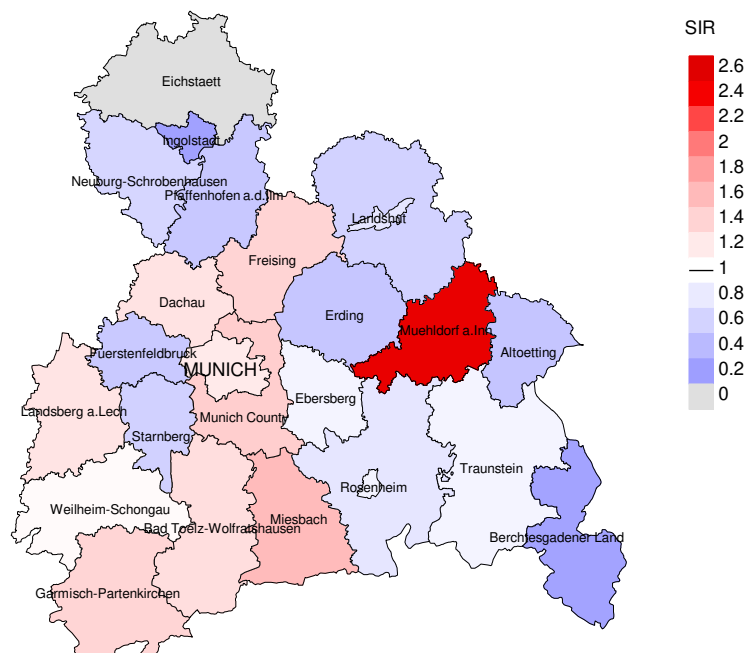 SIR
2.6
2.4
2.2
2
1.8
1.6
1.4
1.2
1
0.8
0.6
0.4
0.2
0
Eichstaett
Ingolstadt
Neuburg-Schrobenhausen
Pfaffenhofen a.d.Ilm
Landshut
Freising
Dachau
Erding
Muehldorf a.Inn
Altoetting
Fuerstenfeldbruck
MUNICH
Ebersberg
Landsberg a.Lech
Munich County
Starnberg
Traunstein
Rosenheim
Weilheim-Schongau
Miesbach
Bad Toelz-Wolfratshausen
Berchtesgadener Land
Garmisch-Partenkirchen